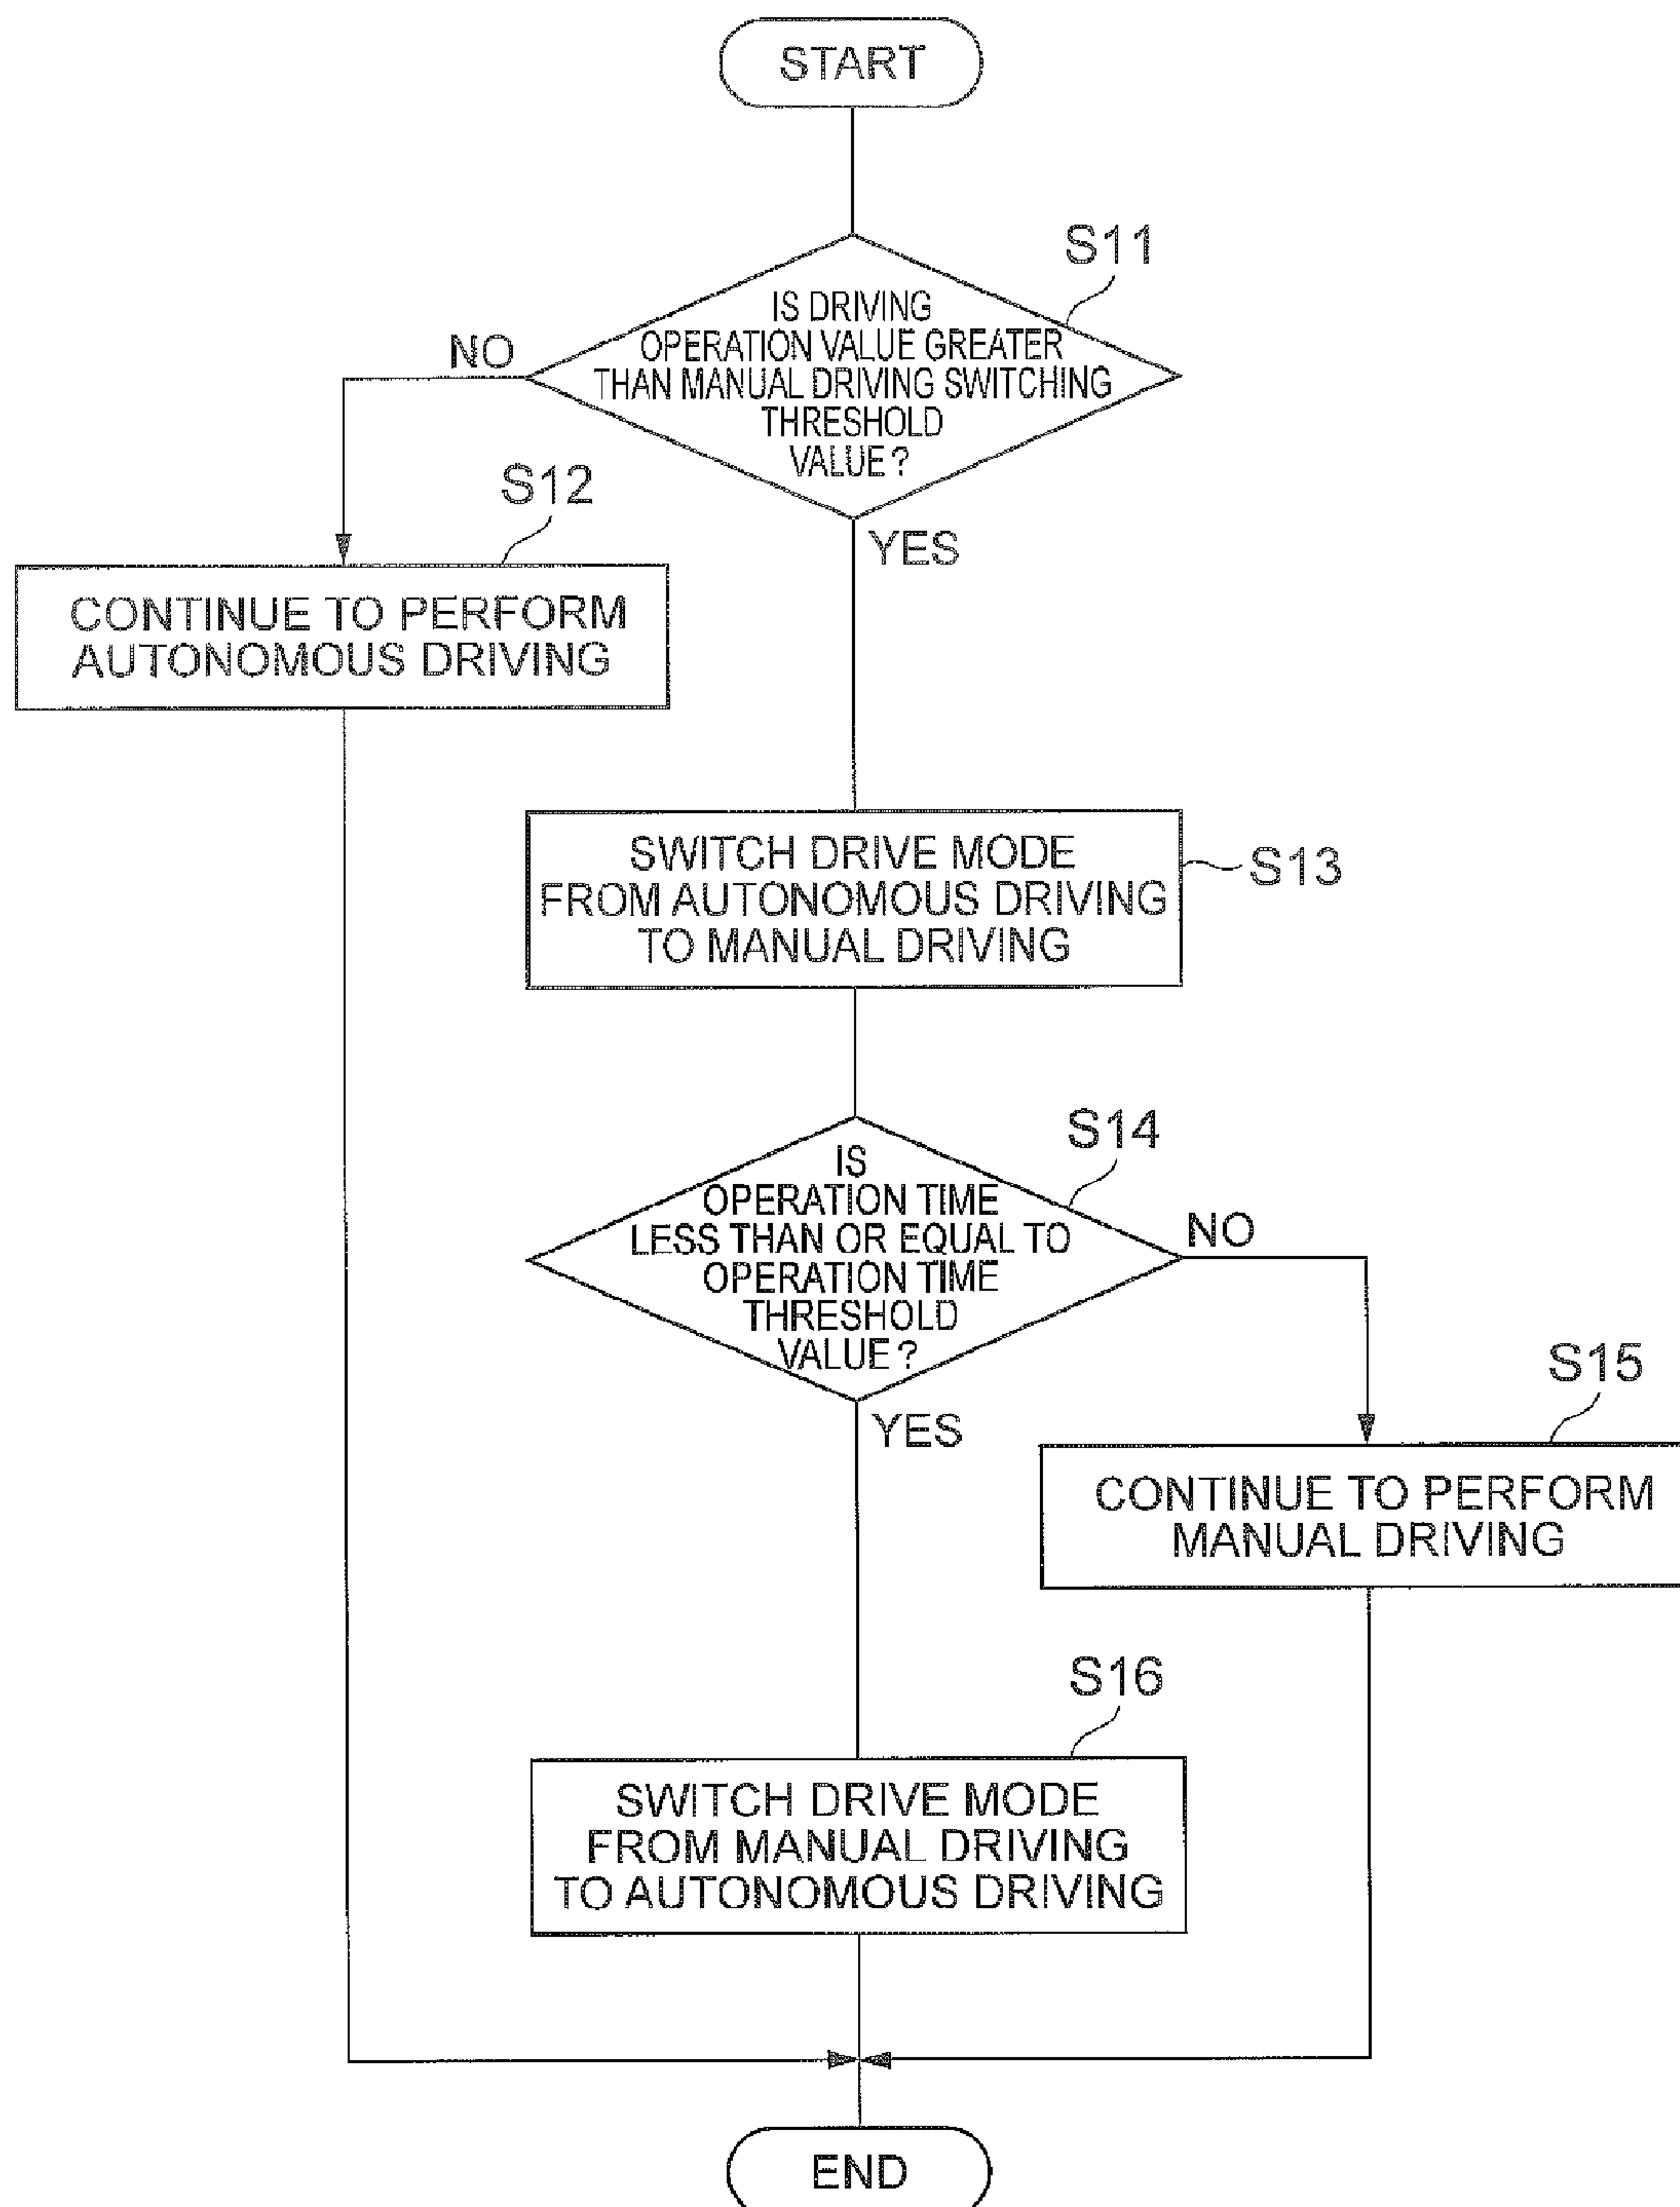 START
S11
IS DRIVING
OPERATION VALUE GREATER
THAN MANUAL DRIVING SWITCHING
THRESHOLD
VALUE?
NO
YES
S12
CONTINUE TO PERFORM
AUTONOMOUS DRIVING
SWITCH DRIVE MODE
FROM AUTONOMOUS DRIVING
TO MANUAL DRIVING
S13
S14
IS
OPERATION TIME
LESS THAN OR EQUAL TO
OPERATION TIME
THRESHOLD
VALUE?
NO
YES
S15
CONTINUE TO PERFORM
MANUAL DRIVING
S16
SWITCH DRIVE MODE
FROM MANUAL DRIVING
TO AUTONOMOUS DRIVING
END